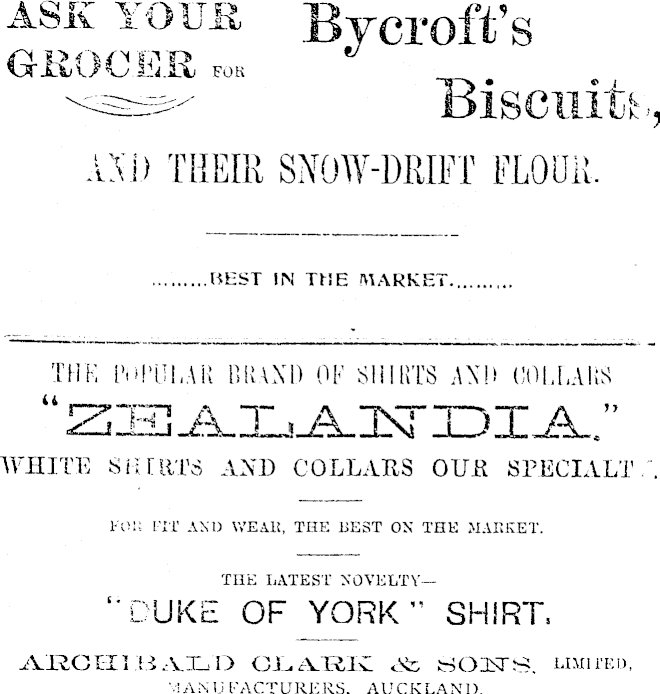 ASK YOUR
GROCER FOR
Bycroft's
Biscuits,
AND THEIR SNOW-DRIFT FLOUR.
.........BEST IN THE MARKET..........
THE POPULAR BRAND OF SHIRTS AND COLLARS
"ZEALANDIA."
WHITE SHIRTS AND COLLARS OUR SPECIALT
FOR FIT AND WEAR, THE BEST ON THE MARKET.
THE LATEST NOVELTY—
"DUKE OF YORK" SHIRT.
ARCHIBALD CLARK & SONS, LIMITED,
MANUFACTURERS, AUCKLAND.